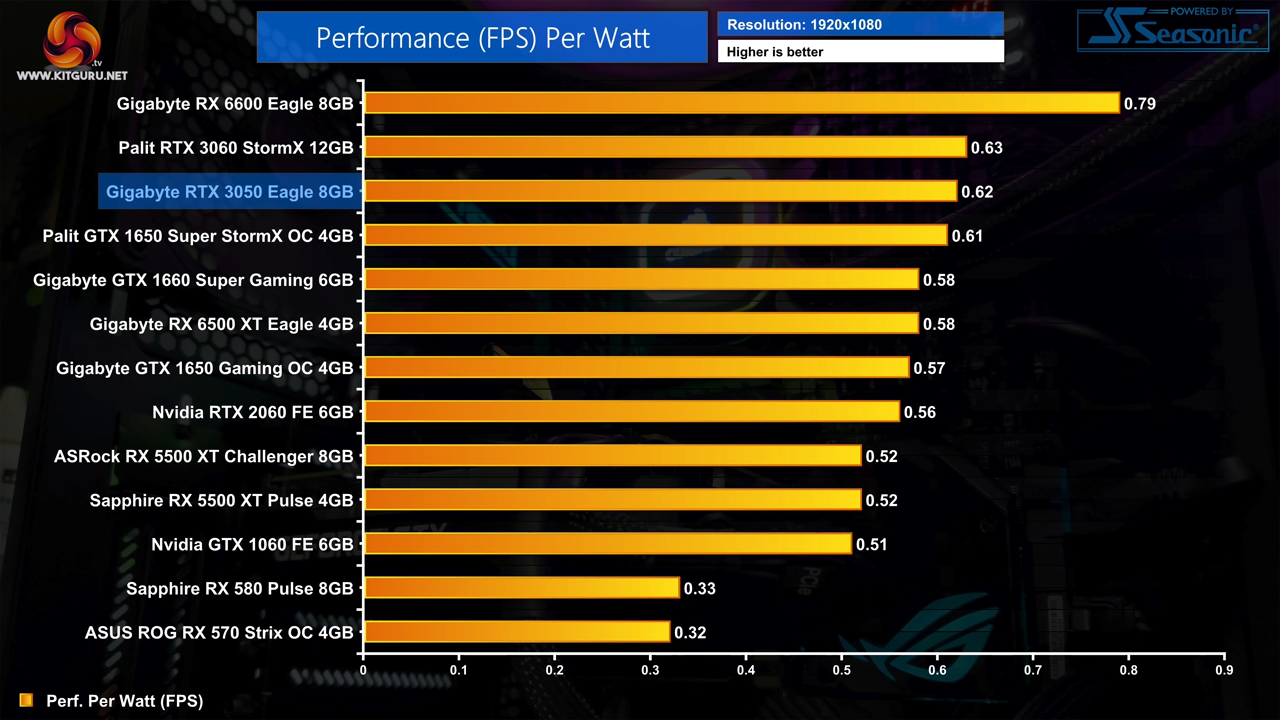 WWW.KITGURU.NET
.tv
Performance (FPS) Per Watt
Resolution: 1920x1080
Higher is better
POWERED BY
Seasonic
Gigabyte RX 6600 Eagle 8GB 0.79
Palit RTX 3060 StormX 12GB 0.63
Gigabyte RTX 3050 Eagle 8GB 0.62
Palit GTX 1650 Super StormX OC 4GB 0.61
Gigabyte GTX 1660 Super Gaming 6GB 0.58
Gigabyte RX 6500 XT Eagle 4GB 0.58
Gigabyte GTX 1650 Gaming OC 4GB 0.57
Nvidia RTX 2060 FE 6GB 0.56
ASRock RX 5500 XT Challenger 8GB 0.52
Sapphire RX 5500 XT Pulse 4GB 0.52
Nvidia GTX 1060 FE 6GB 0.51
Sapphire RX 580 Pulse 8GB 0.33
ASUS ROG RX 570 Strix OC 4GB 0.32
0 0.1 0.2 0.3 0.4 0.5 0.6 0.7 0.8 0.9
Perf. Per Watt (FPS)